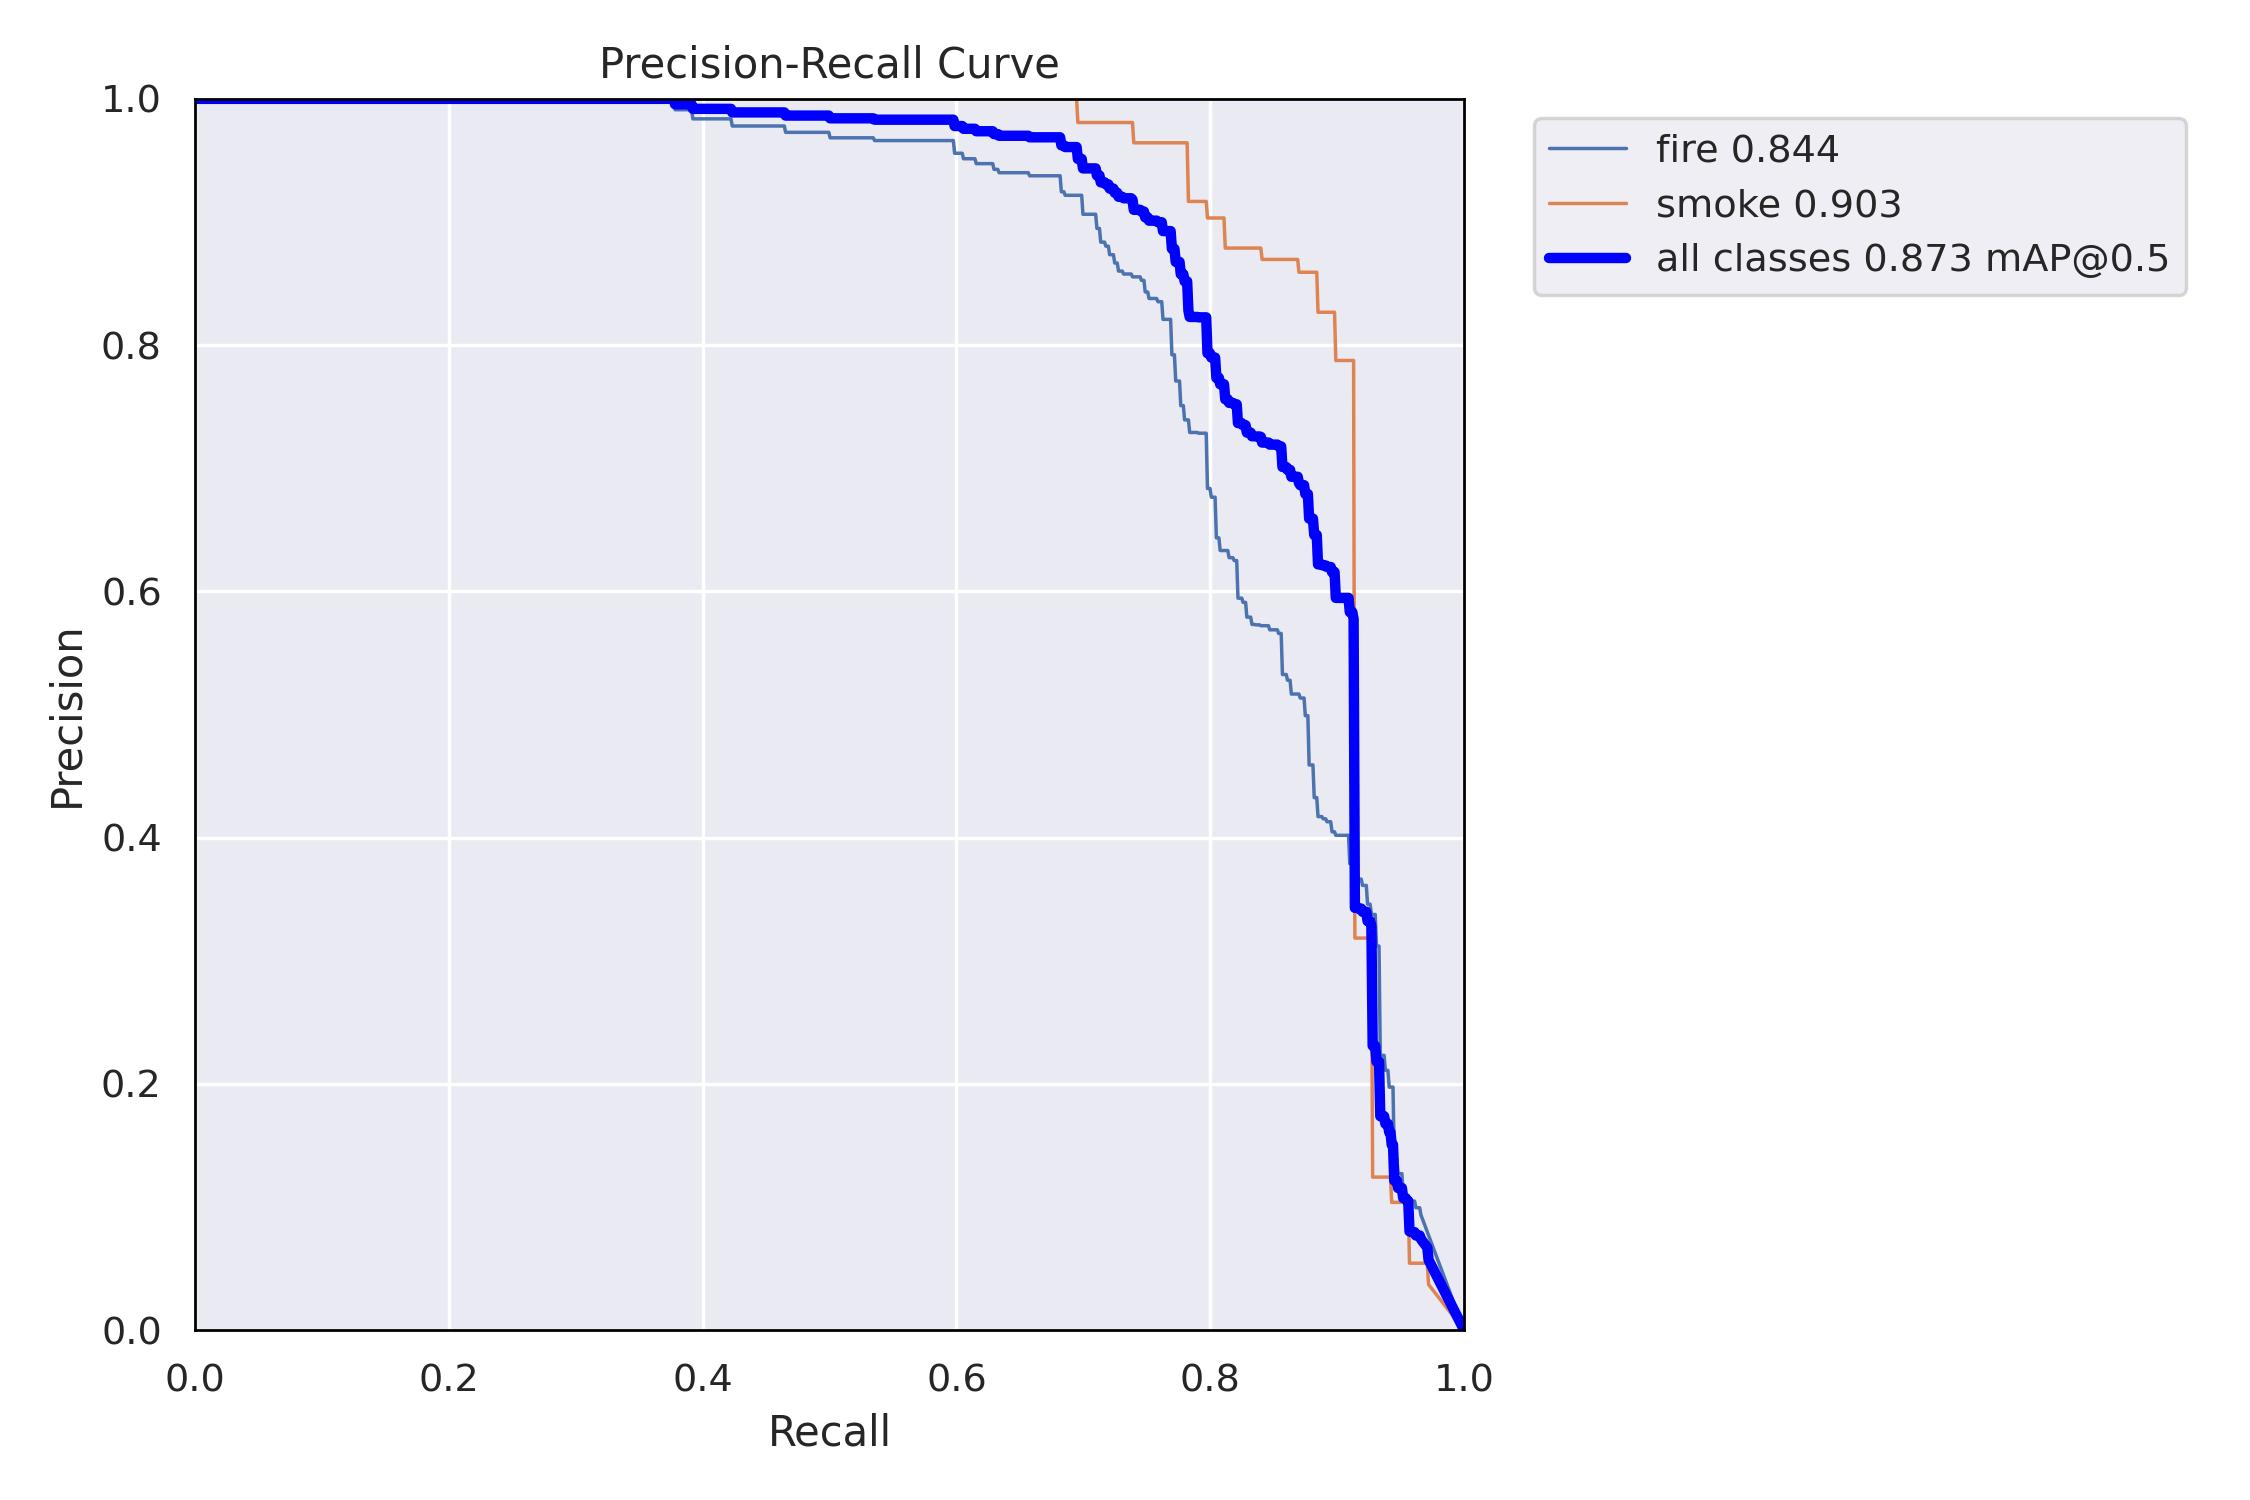 Precision-Recall Curve
1.0
0.8
0.6
0.4
0.2
0.0
Precision
0.0 0.2 0.4 0.6 0.8 1.0
Recall
fire 0.844
smoke 0.903
all classes 0.873 mAP@0.5